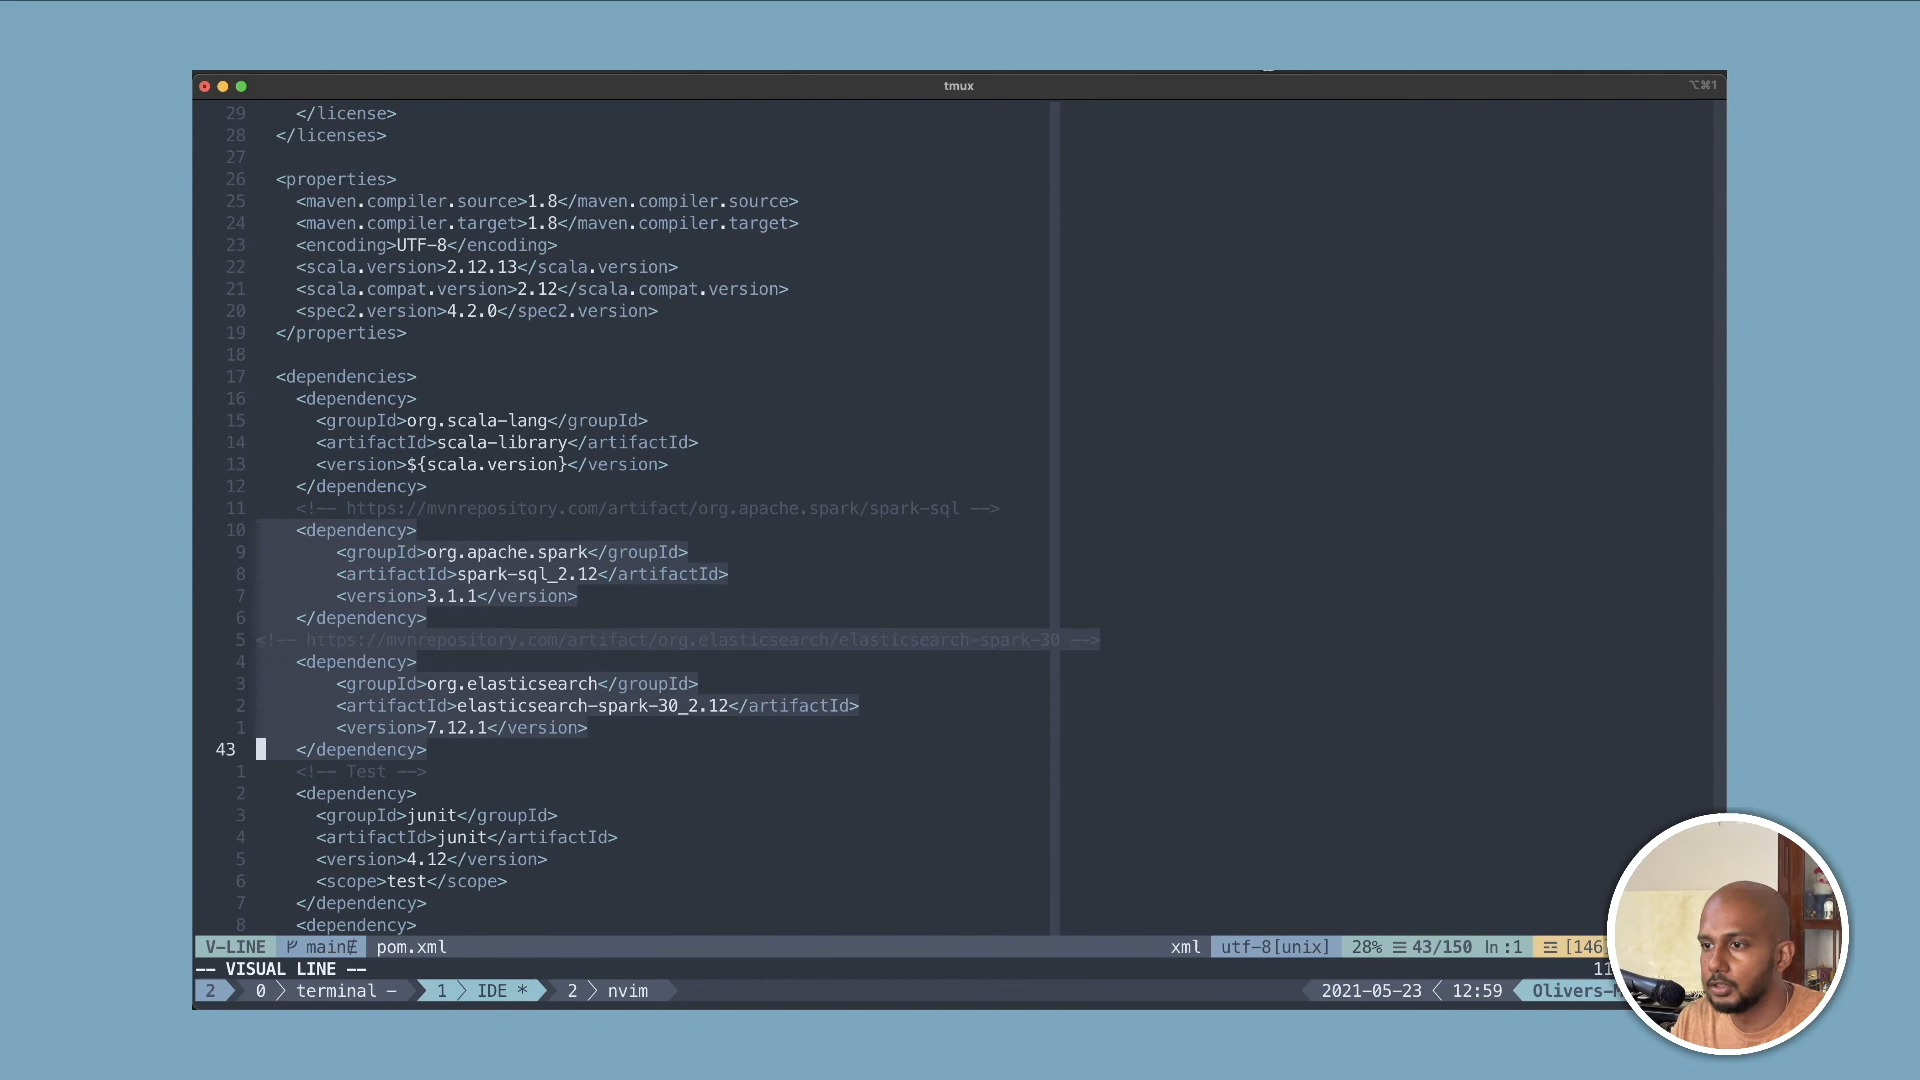 tmux
⌥⌘1
29 </license>
28 </licenses>
27
26 <properties>
25 <maven.compiler.source>1.8</maven.compiler.source>
24 <maven.compiler.target>1.8</maven.compiler.target>
23 <encoding>UTF-8</encoding>
22 <scala.version>2.12.13</scala.version>
21 <scala.compat.version>2.12</scala.compat.version>
20 <spec2.version>4.2.0</spec2.version>
19 </properties>
18
17 <dependencies>
16 <dependency>
15 <groupId>org.scala-lang</groupId>
14 <artifactId>scala-library</artifactId>
13 <version>${scala.version}</version>
12 </dependency>
11 <!-- https://mvnrepository.com/artifact/org.apache.spark/spark-sql -->
10 <dependency>
9 <groupId>org.apache.spark</groupId>
8 <artifactId>spark-sql_2.12</artifactId>
7 <version>3.1.1</version>
6 </dependency>
5 <!-- https://mvnrepository.com/artifact/org.elasticsearch/elasticsearch-spark-30 -->
4 <dependency>
3 <groupId>org.elasticsearch</groupId>
2 <artifactId>elasticsearch-spark-30_2.12</artifactId>
1 <version>7.12.1</version>
43 </dependency>
1 <!-- Test -->
2 <dependency>
3 <groupId>junit</groupId>
4 <artifactId>junit</artifactId>
5 <version>4.12</version>
6 <scope>test</scope>
7 </dependency>
8 <dependency>
V-LINE main pom.xml xml utf-8[unix] 28% ☰ 43/150 ln :1 ☲ [146]
-- VISUAL LINE -- 11
2 0 terminal - 1 IDE * 2 nvim 2021-05-23 12:59 Olivers-